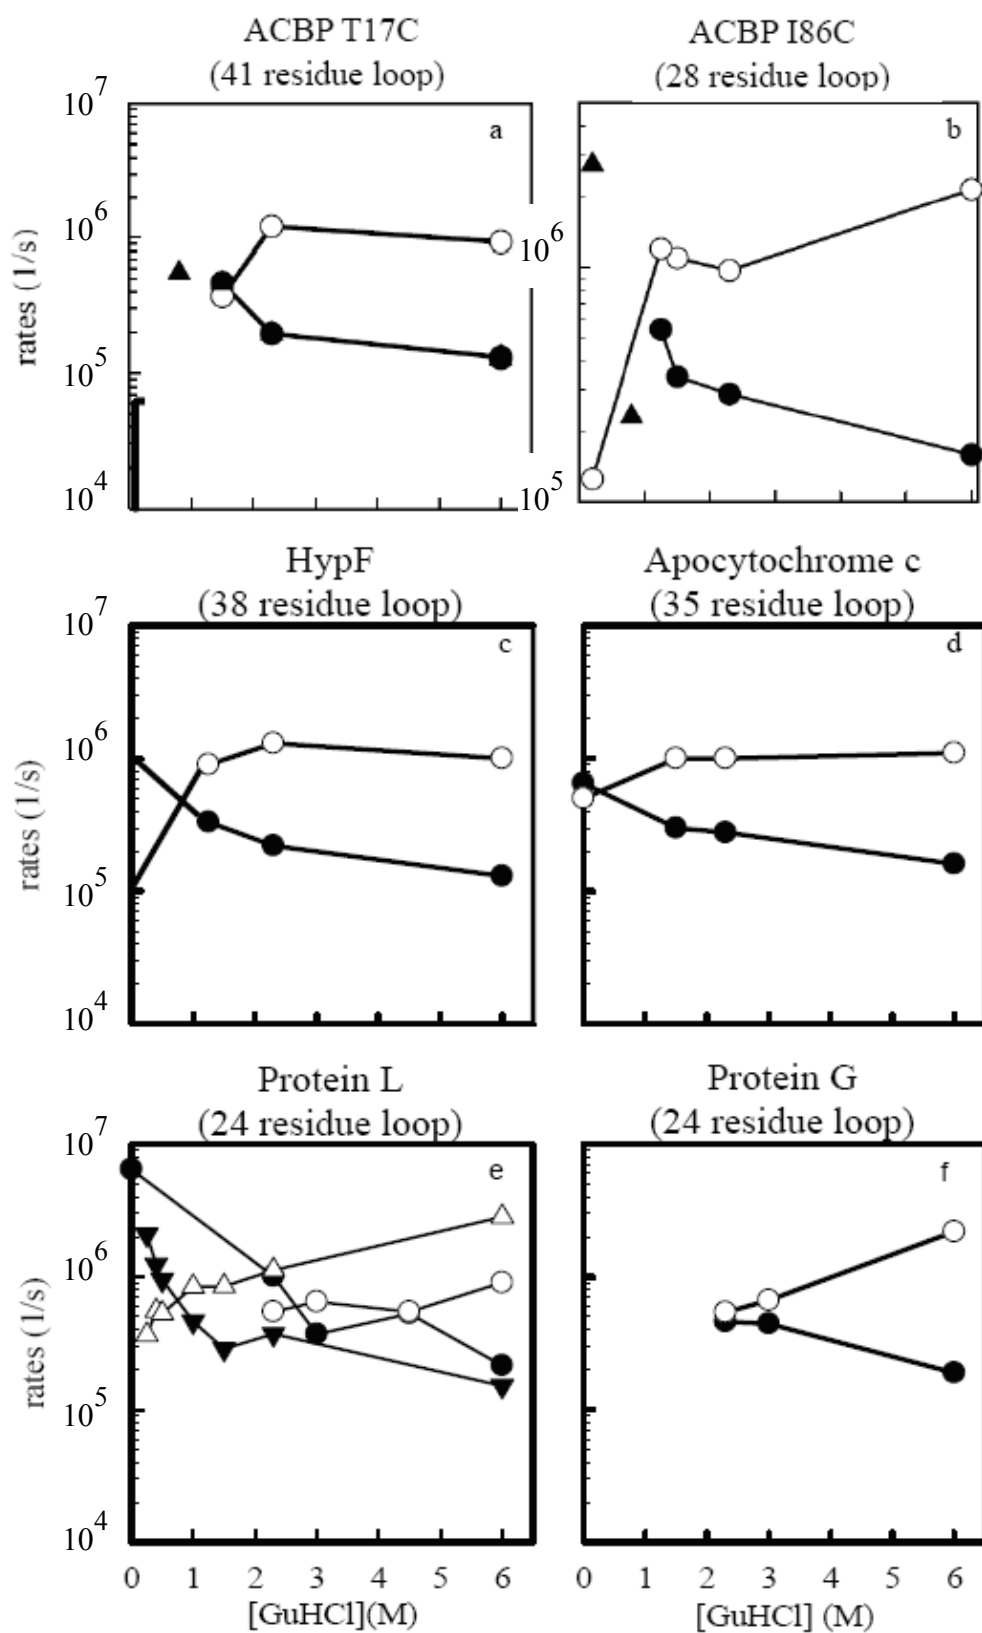 ACBP T17C
(41 residue loop)
ACBP I86C
(28 residue loop)
a
b
10^7
10^6
10^5
10^4
rates (1/s)
10^6
10^5
HypF
(38 residue loop)
Apocytochrome c
(35 residue loop)
c
d
10^7
10^6
10^5
10^4
rates (1/s)
Protein L
(24 residue loop)
Protein G
(24 residue loop)
e
f
10^7
10^6
10^5
10^4
rates (1/s)
0 1 2 3 4 5 6
[GuHCl](M)
0 1 2 3 4 5 6
[GuHCl] (M)